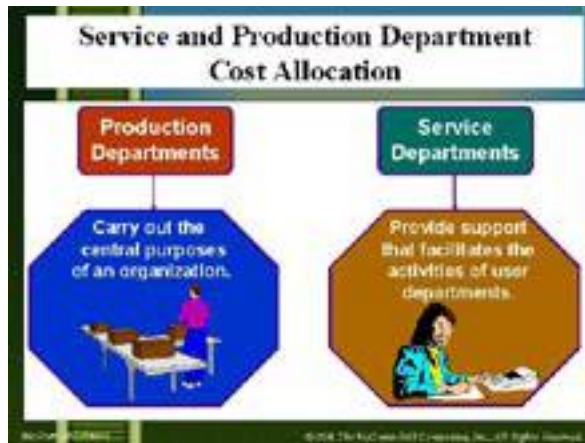 Service and Production Department
Cost Allocation
Production
Departments
Service
Departments
Carry out the
central purposes
of an organization.
Provide support
that facilitates the
activities of user
departments.